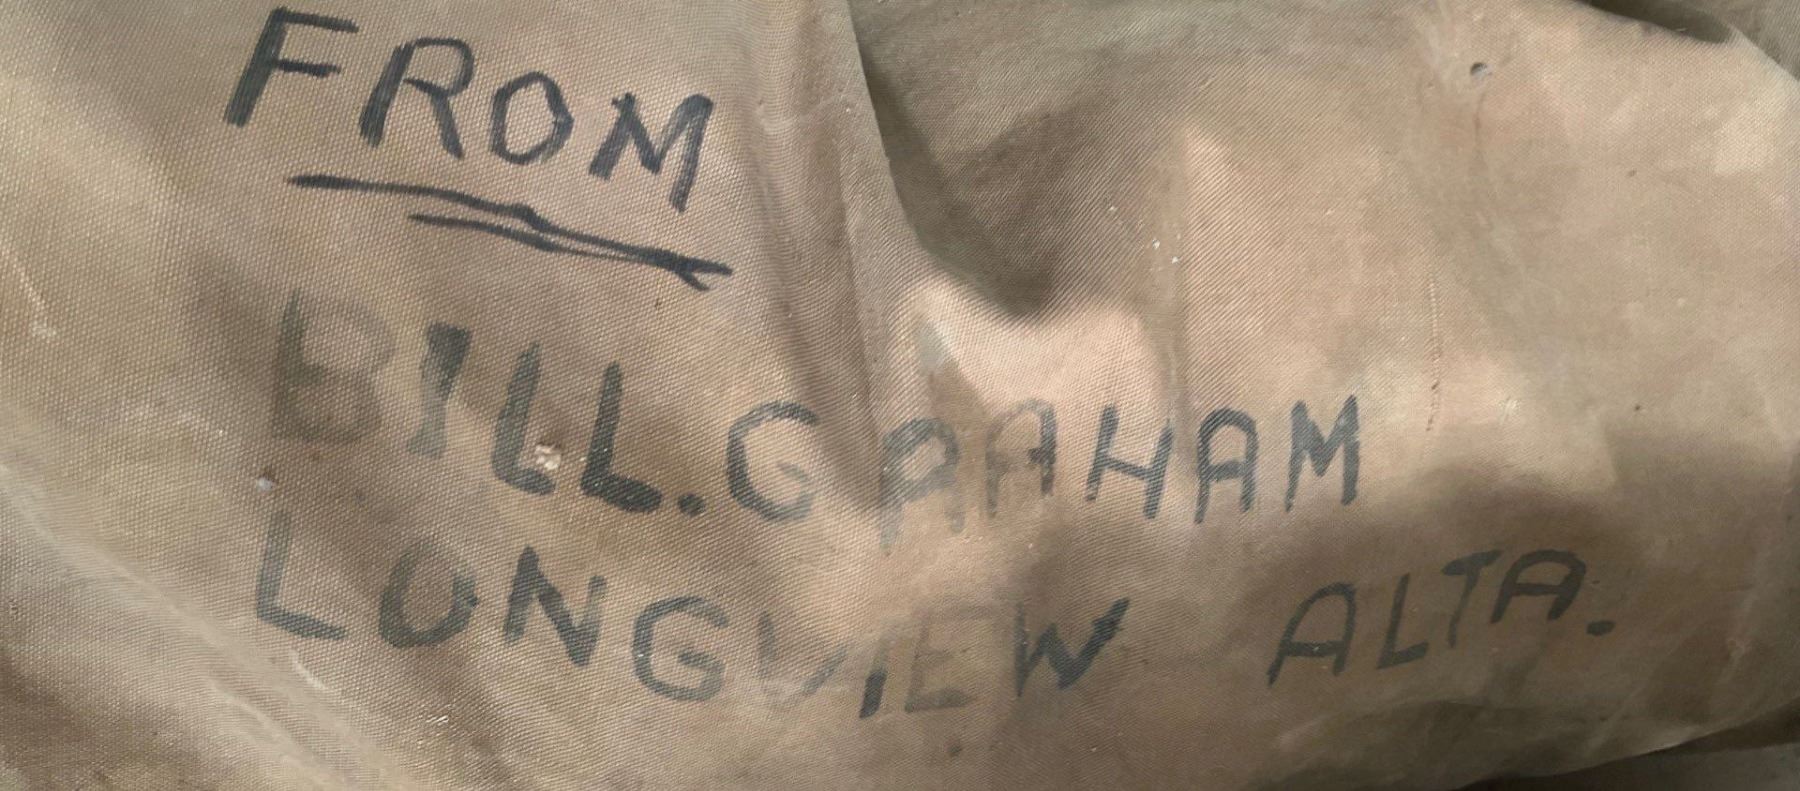 FROM
BILL. GRAHAM
LONGVIEW ALTA.